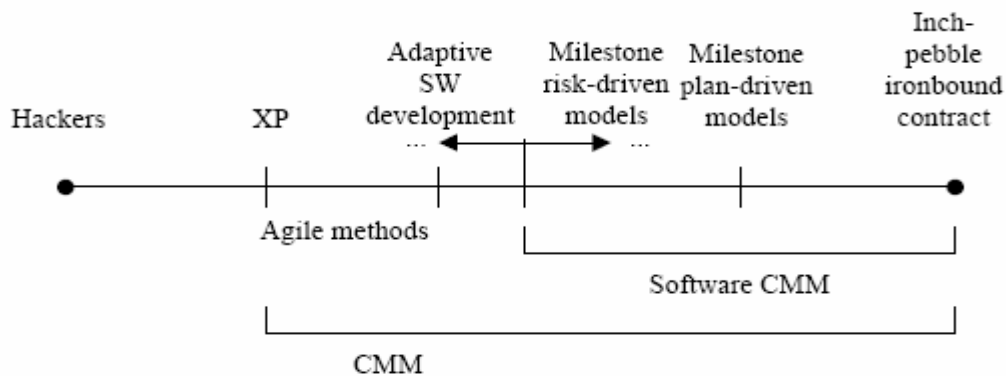 Hackers
XP
Adaptive
SW
development
Milestone
risk-driven
models
Milestone
plan-driven
models
Inch-
pebble
ironbound
contract
... ...
Agile methods
Software CMM
CMM